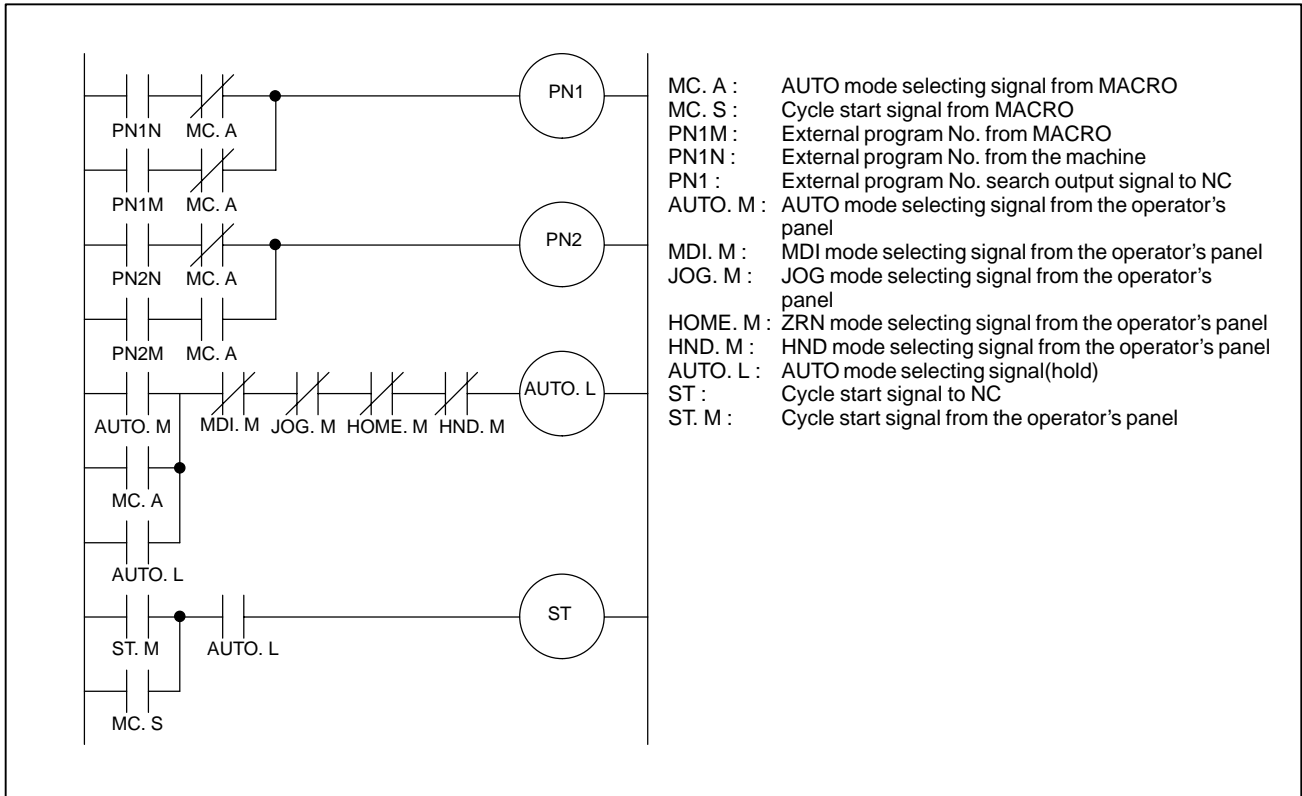 PN1
PN1N MC. A
PN1M MC. A
PN2
PN2N MC. A
PN2M MC. A
AUTO. L
AUTO. M MDI. M JOG. M HOME. M HND. M
MC. A
AUTO. L
ST
ST. M AUTO. L
MC. S
MC. A : AUTO mode selecting signal from MACRO
MC. S : Cycle start signal from MACRO
PN1M : External program No. from MACRO
PN1N : External program No. from the machine
PN1 : External program No. search output signal to NC
AUTO. M : AUTO mode selecting signal from the operator's
panel
MDI. M : MDI mode selecting signal from the operator's panel
JOG. M : JOG mode selecting signal from the operator's
panel
HOME. M : ZRN mode selecting signal from the operator's panel
HND. M : HND mode selecting signal from the operator's panel
AUTO. L : AUTO mode selecting signal(hold)
ST : Cycle start signal to NC
ST. M : Cycle start signal from the operator's panel